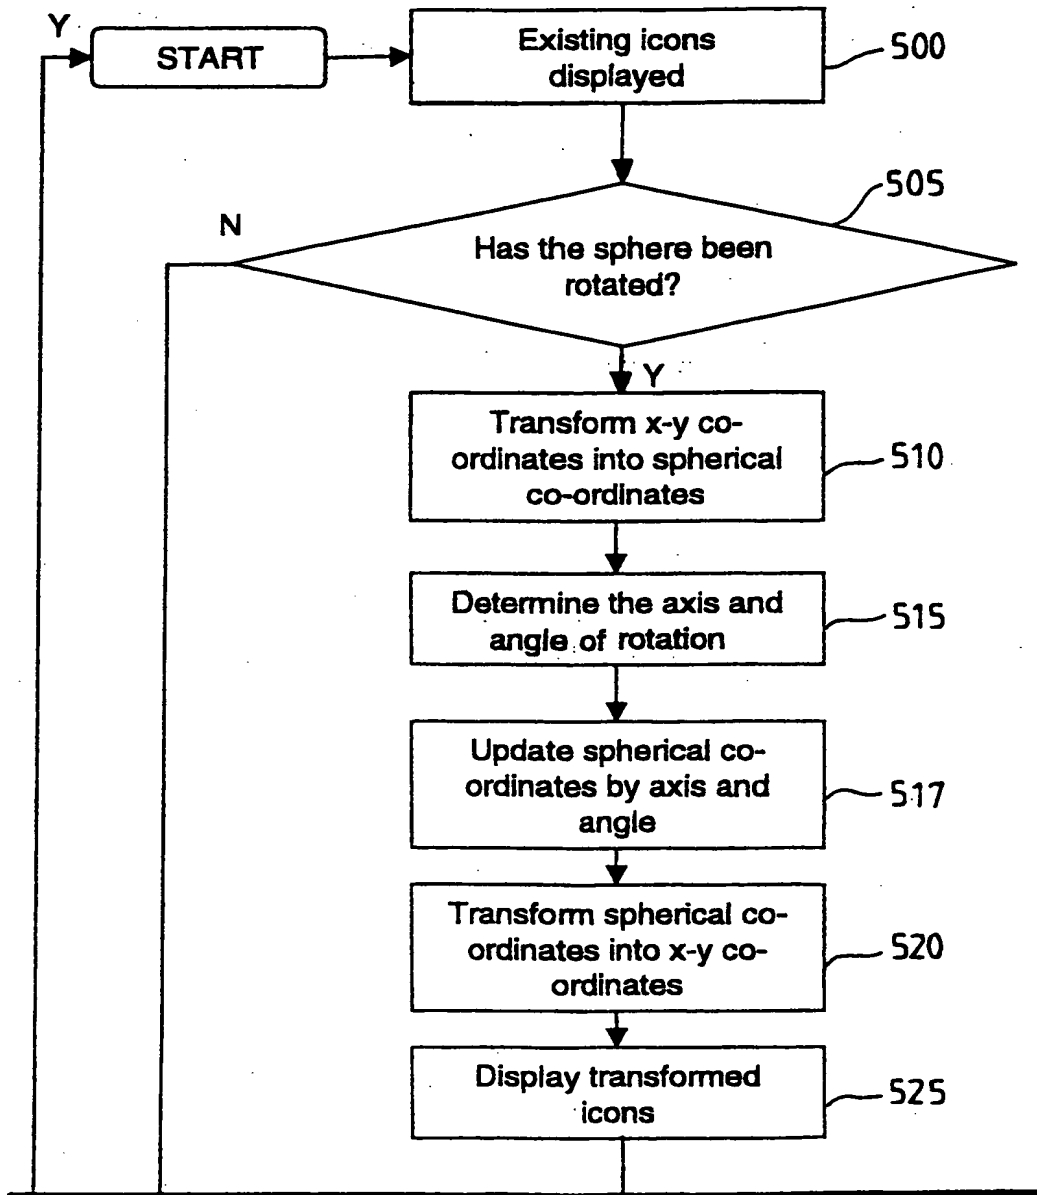 Y
START
Existing icons
displayed
500
505
N
Has the sphere been
rotated?
Y
Transform x-y co-
ordinates into spherical
co-ordinates
510
Determine the axis and
angle of rotation
515
Update spherical co-
ordinates by axis and
angle
517
Transform spherical co-
ordinates into x-y co-
ordinates
520
Display transformed
icons
525